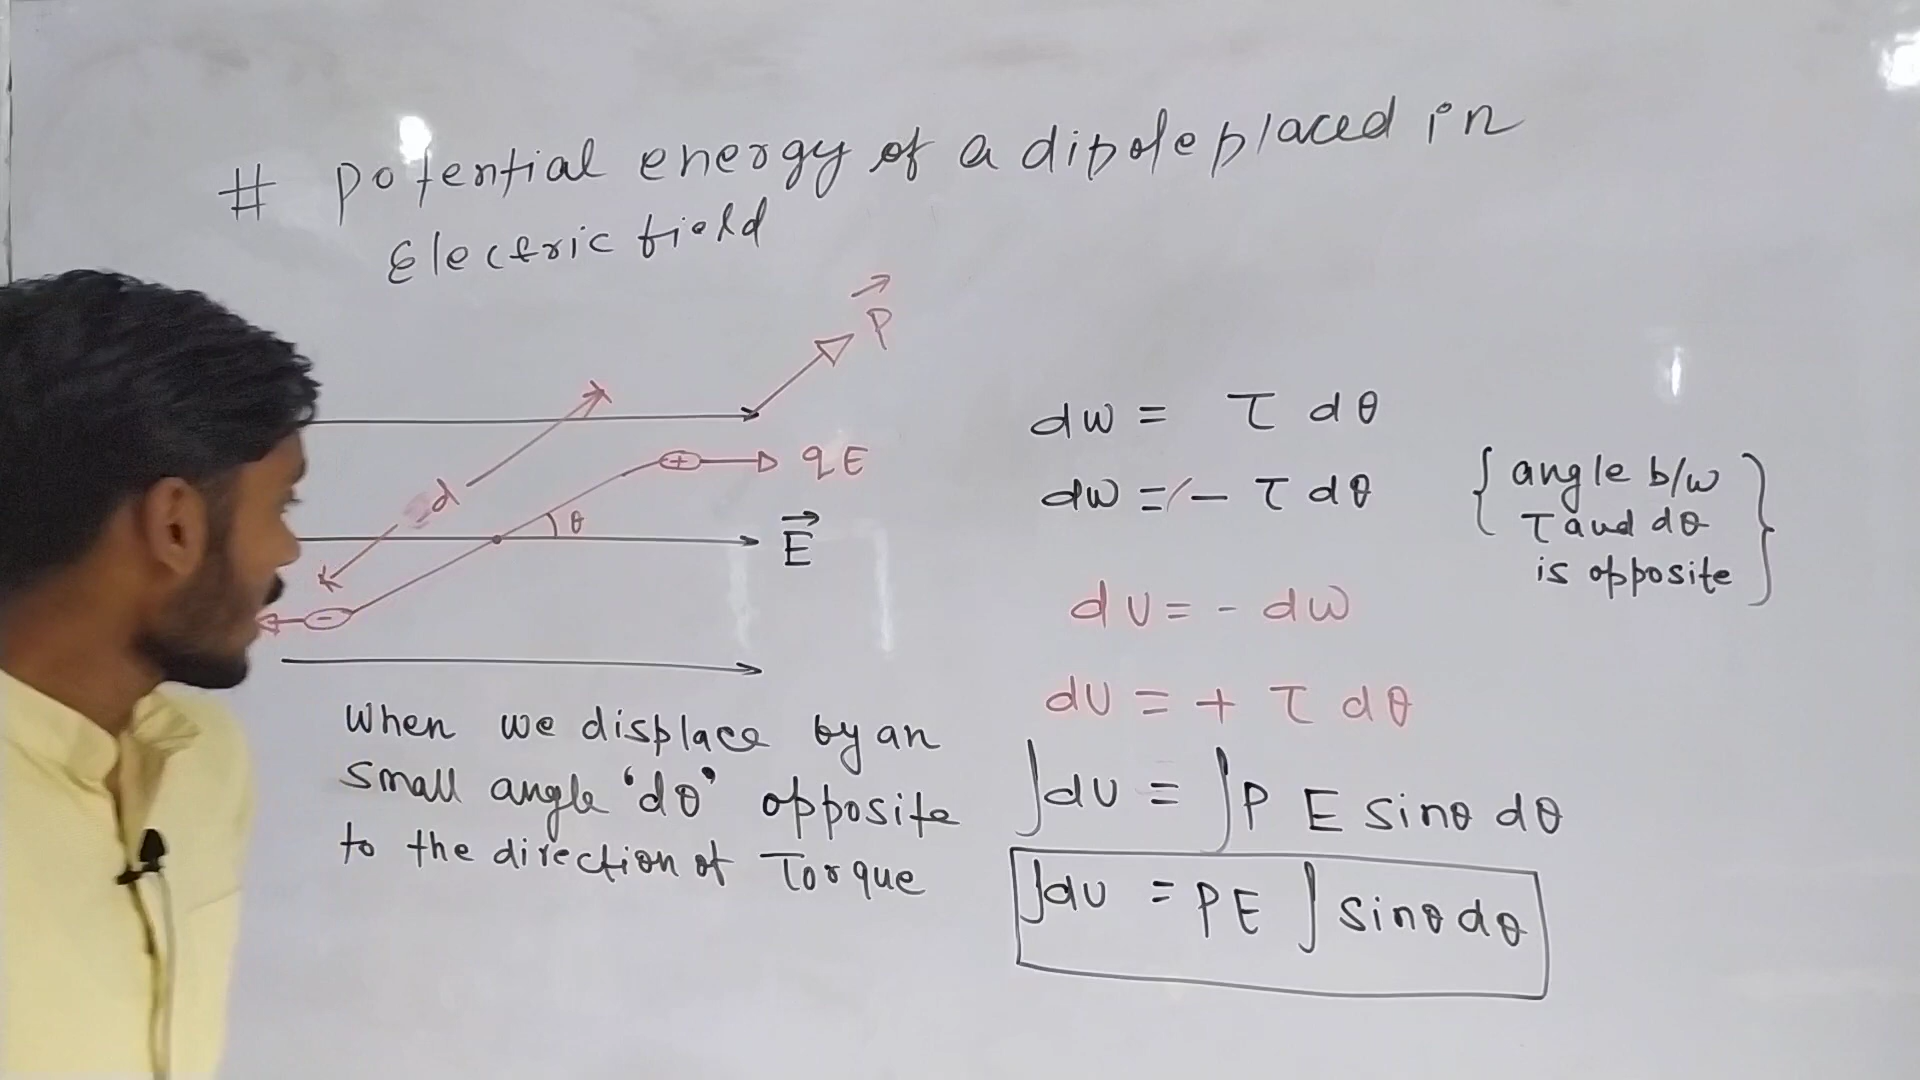 # Potential energy of a dipole placed in
Electric field
P
d
+
qE
θ
E
-
When we displace by an
small angle 'dθ' opposite
to the direction of Torque
dw = τ dθ
dw = - τ dθ
{ angle b/w
τ and dθ
is opposite }
dU = - dw
dU = + τ dθ
∫dU = ∫P E sinθ dθ
∫dU = PE ∫ sinθ dθ